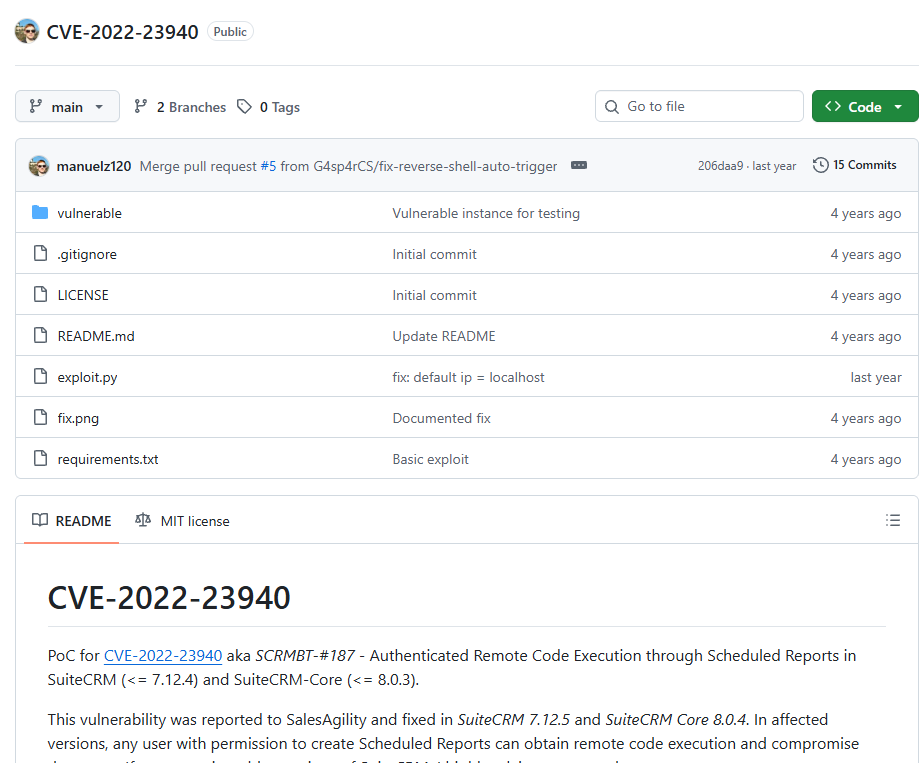 CVE-2022-23940 Public
main 2 Branches 0 Tags Go to file Code
manuelz120 Merge pull request #5 from G4sp4rCS/fix-reverse-shell-auto-trigger 206daa9 · last year 15 Commits
vulnerable Vulnerable instance for testing 4 years ago
.gitignore Initial commit 4 years ago
LICENSE Initial commit 4 years ago
README.md Update README 4 years ago
exploit.py fix: default ip = localhost last year
fix.png Documented fix 4 years ago
requirements.txt Basic exploit 4 years ago
README MIT license
CVE-2022-23940
PoC for CVE-2022-23940 aka SCRMBT-#187 - Authenticated Remote Code Execution through Scheduled Reports in
SuiteCRM (<= 7.12.4) and SuiteCRM-Core (<= 8.0.3).
This vulnerability was reported to SalesAgility and fixed in SuiteCRM 7.12.5 and SuiteCRM Core 8.0.4. In affected
versions, any user with permission to create Scheduled Reports can obtain remote code execution and compromise